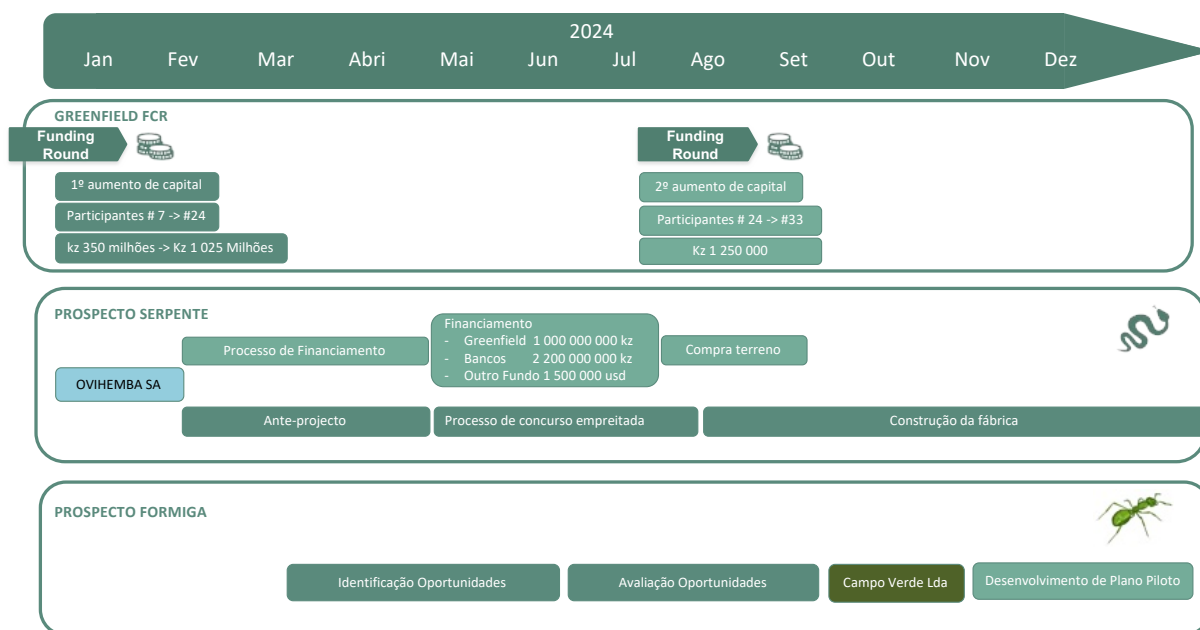 2024
Jan Fev Mar Abri Mai Jun Jul Ago Set Out Nov Dez
GREENFIELD FCR
Funding
Round
Funding
Round
1º aumento de capital
2º aumento de capital
Participantes # 7 -> #24
Participantes # 24 -> #33
kz 350 milhões -> Kz 1 025 Milhões
Kz 1 250 000
PROSPECTO SERPENTE
Financiamento
- Greenfield 1 000 000 000 kz
- Bancos 2 200 000 000 kz
- Outro Fundo 1 500 000 usd
Processo de Financiamento
Compra terreno
OVIHEMBA SA
Ante-projecto
Processo de concurso empreitada
Construção da fábrica
PROSPECTO FORMIGA
Identificação Oportunidades
Avaliação Oportunidades
Campo Verde Lda
Desenvolvimento de Plano Piloto